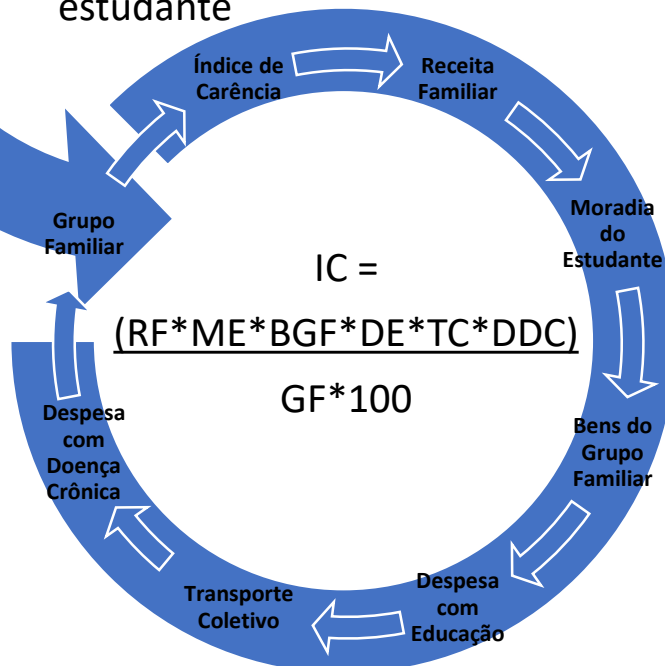 estudante
Índice de
Carência
Receita
Familiar
Moradia
do
Estudante
Bens do
Grupo
Familiar
Despesa
com
Educação
Transporte
Coletivo
Despesa
com
Doença
Crônica
Grupo
Familiar
IC =
(RF*ME*BGF*DE*TC*DDC)
GF*100